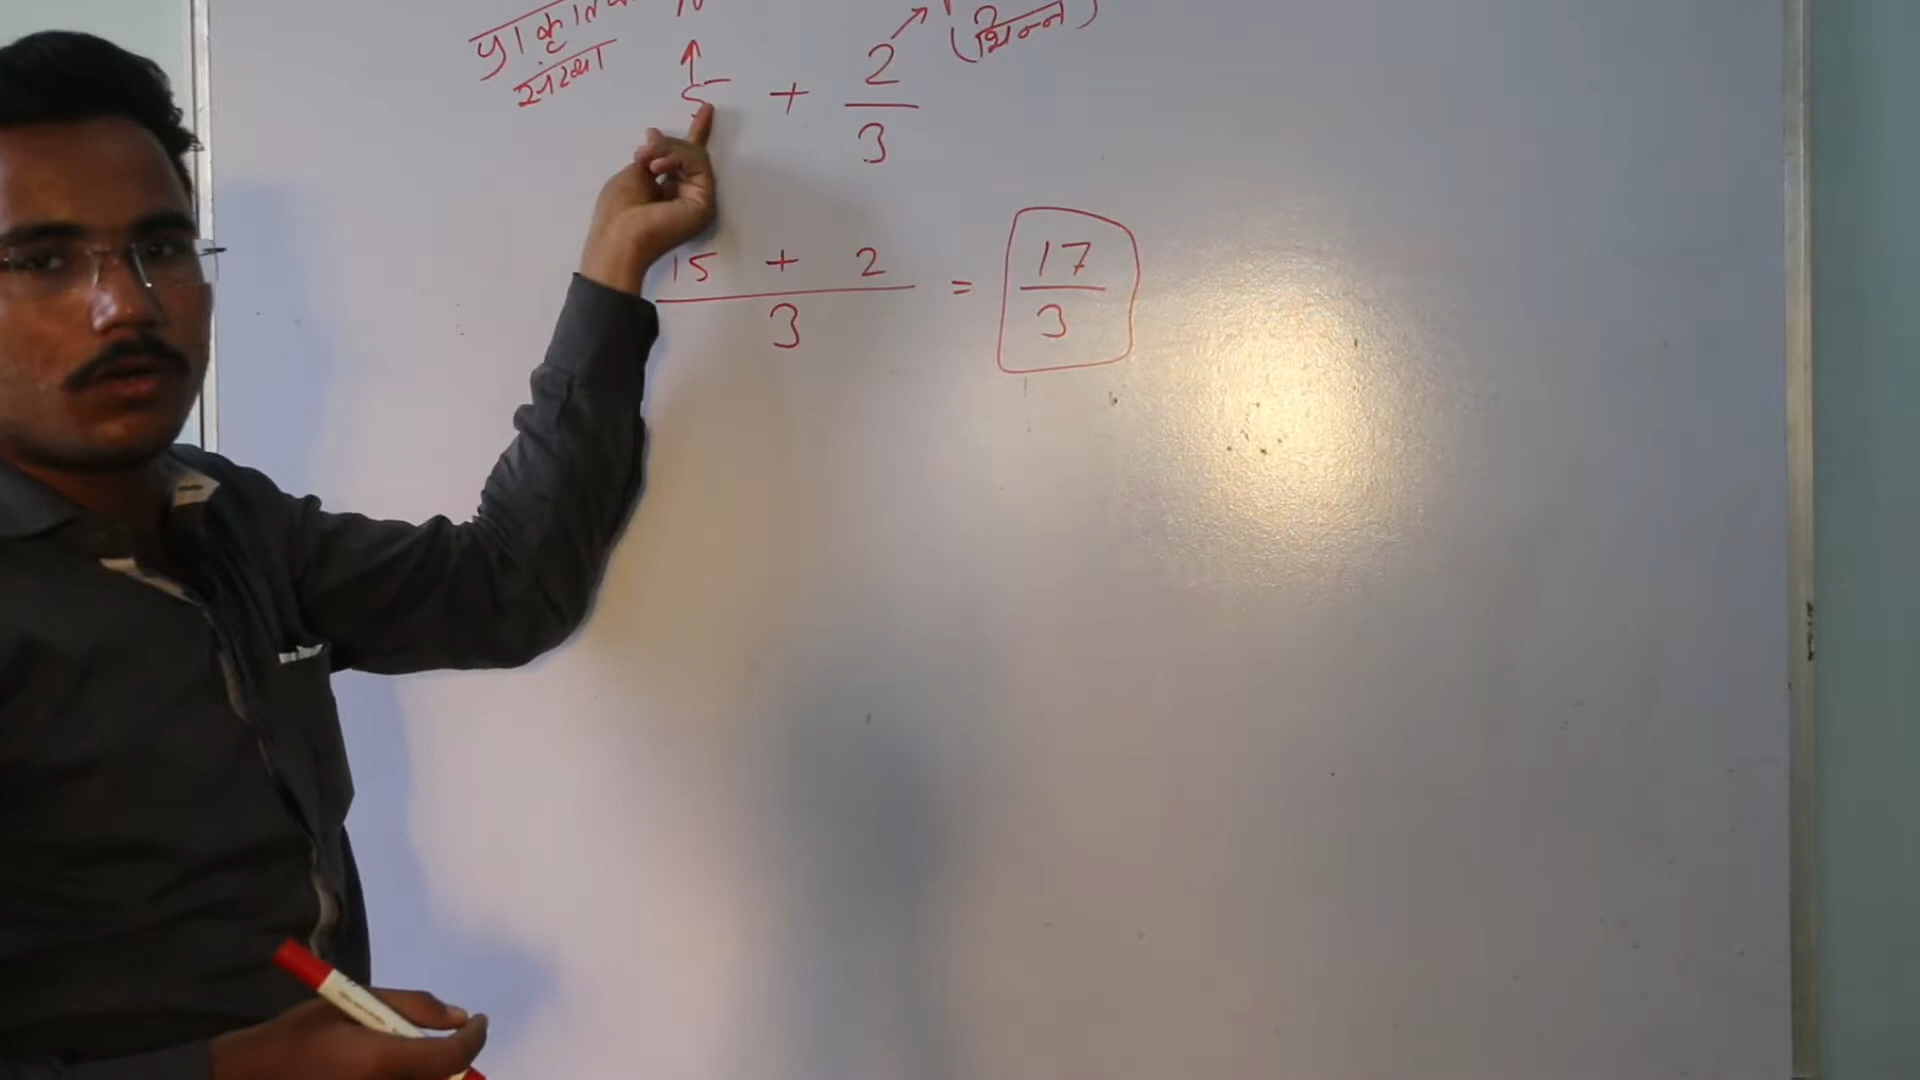 संख्या
(भिन्न)
5 + 2/3
15 + 2 / 3 = 17/3